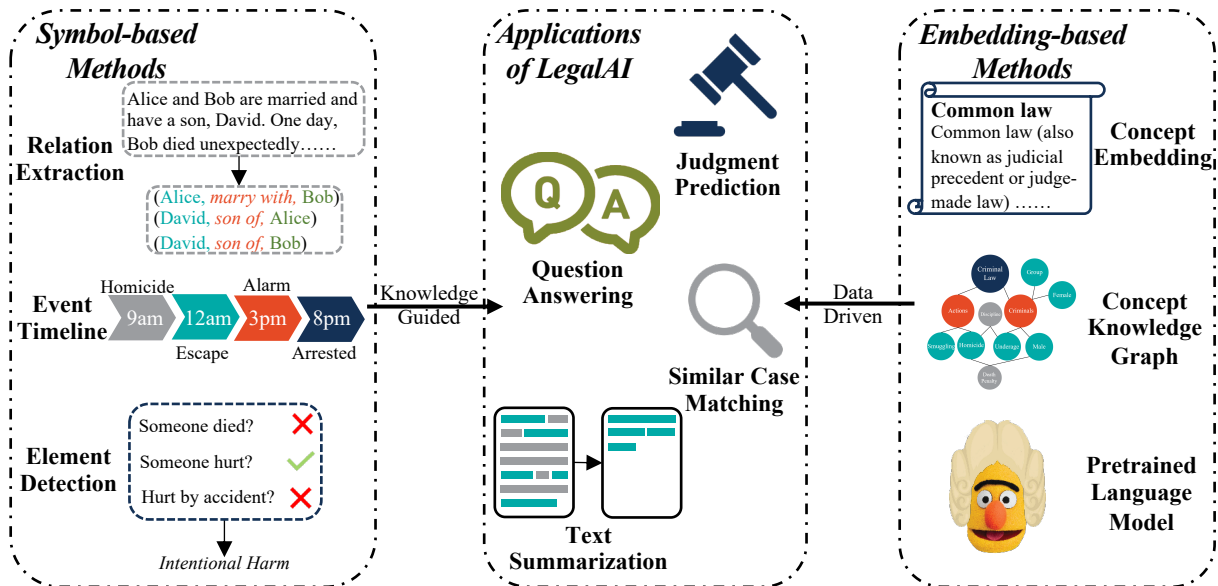 Symbol-based
Methods
Relation
Extraction
Alice and Bob are married and
have a son, David. One day,
Bob died unexpectedly……
(Alice, marry with, Bob)
(David, son of, Alice)
(David, son of, Bob)
Event
Timeline
Homicide
Alarm
9am
12am
3pm
8pm
Escape
Arrested
Element
Detection
Someone died?
Someone hurt?
Hurt by accident?
Intentional Harm
Knowledge
Guided
Applications
of LegalAI
Judgment
Prediction
Q
A
Question
Answering
Similar Case
Matching
Text
Summarization
Data
Driven
Embedding-based
Methods
Common law
Common law (also
known as judicial
precedent or judge-
made law) ……
Concept
Embedding
Criminal
Law
Group
Female
Actions
Discipline
Criminals
Smuggling
Homicide
Underage
Male
Death
Penalty
Concept
Knowledge
Graph
Pretrained
Language
Model